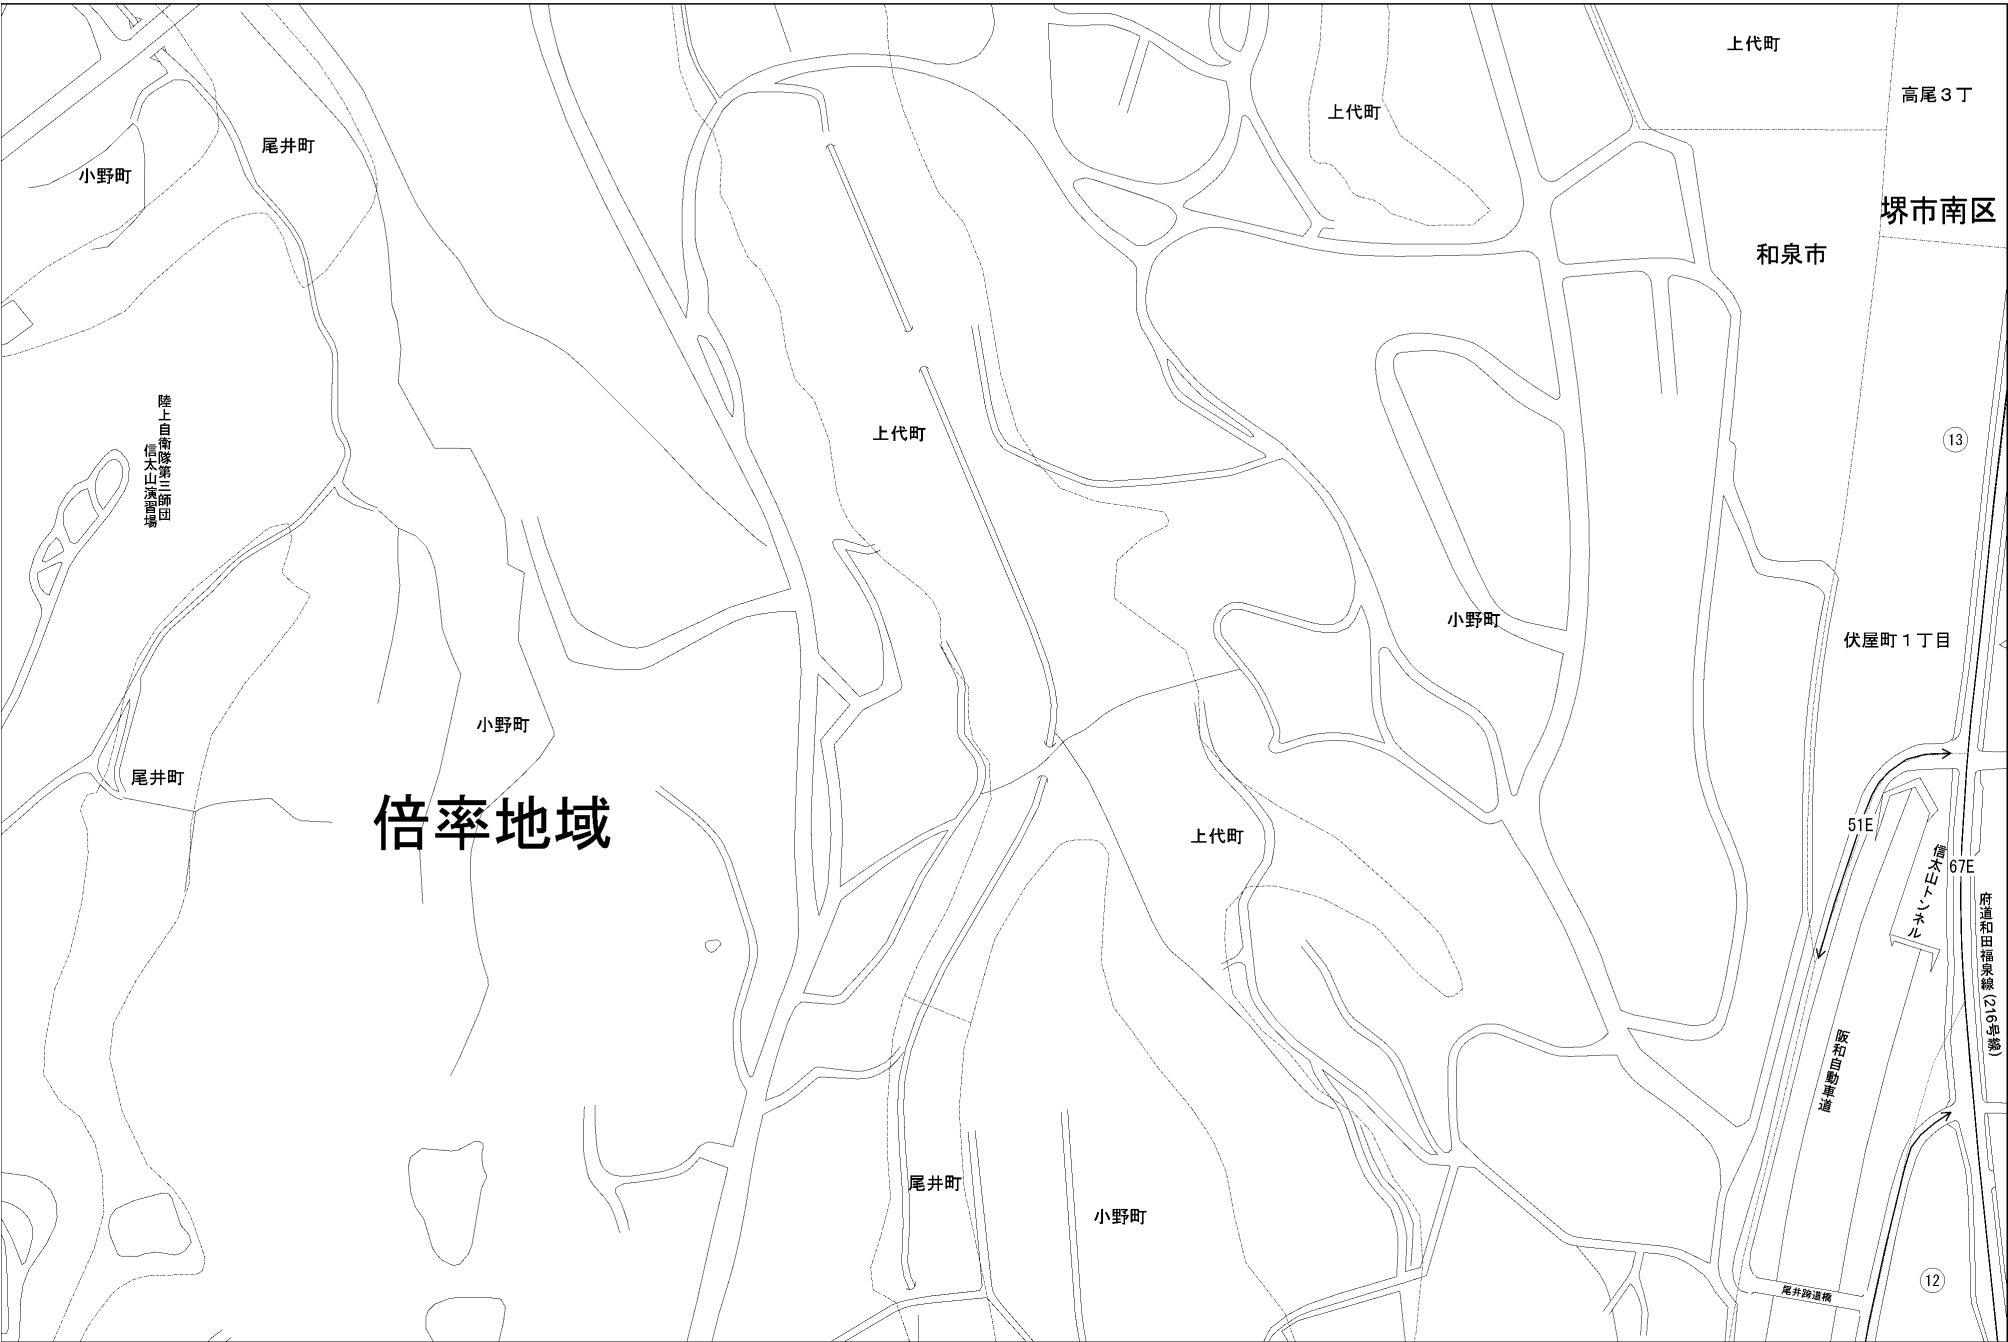 上代町
高尾3丁
上代町
尾井町
小野町
堺市南区
和泉市
陸上自衛隊第三師団
信太山演習場
上代町
13
小野町
伏屋町1丁目
小野町
尾井町
倍率地域
上代町
51E
信太山トンネル
67E
府道和田福泉線(216号線)
阪和自動車道
尾井町
小野町
12
尾井跨道橋